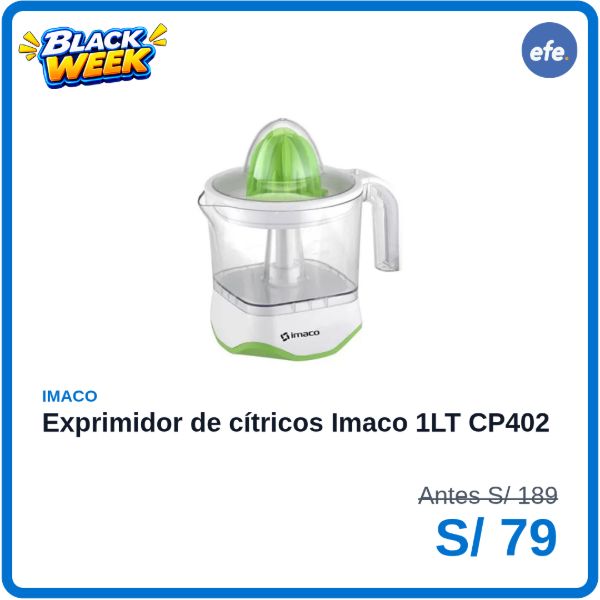 BLACK
WEEK
efe.
imaco
IMACO
Exprimidor de cítricos Imaco 1LT CP402
Antes S/ 189
S/ 79